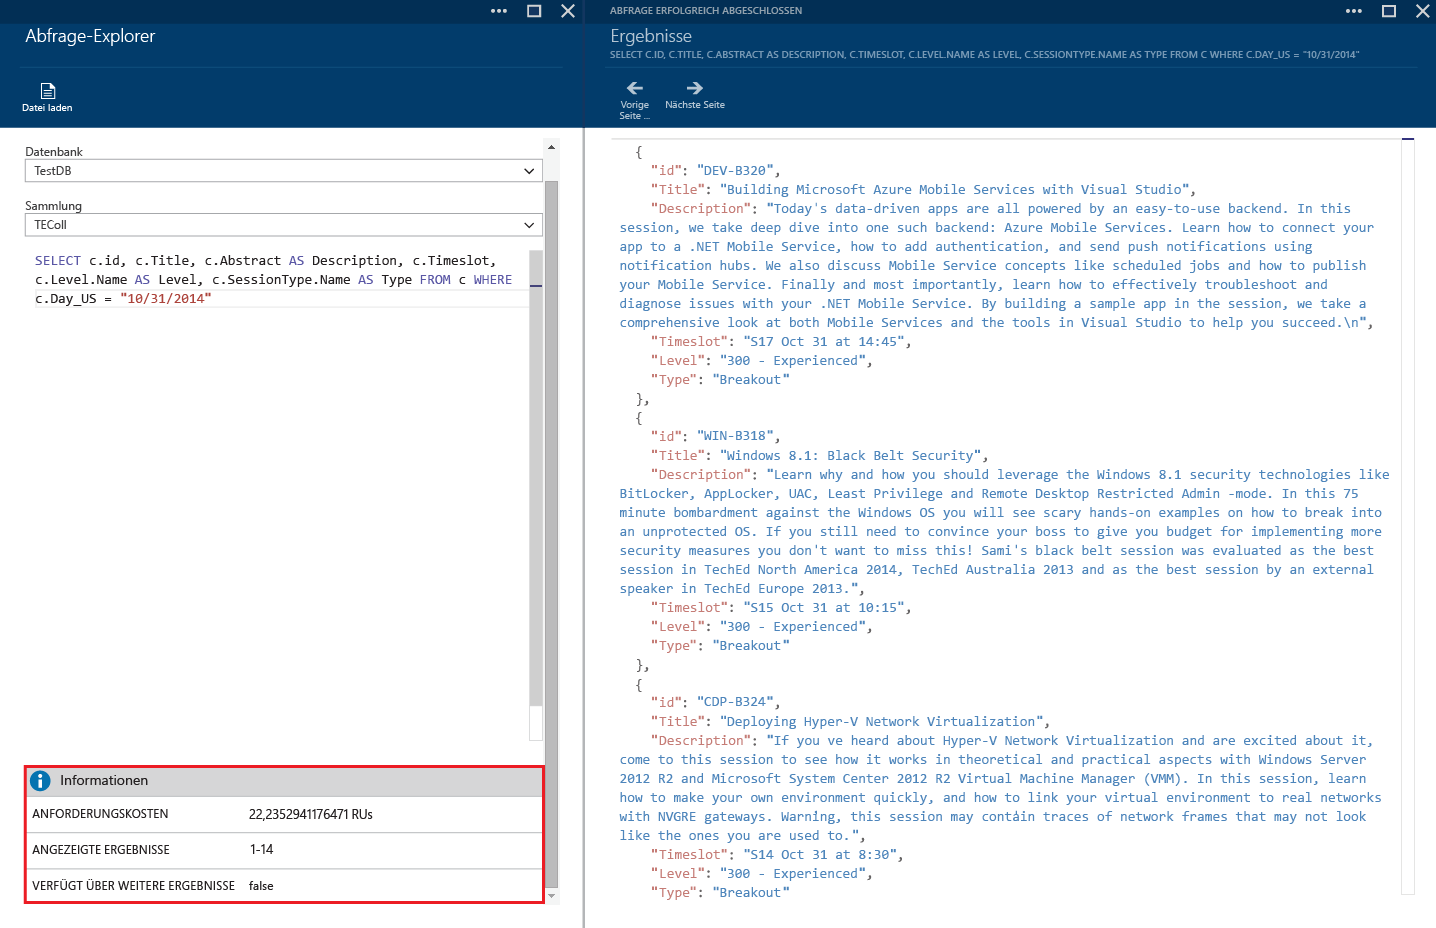 Abfrage-Explorer
Datei laden
Datenbank
TestDB
Sammlung
TEColl
SELECT c.id, c.Title, c.Abstract AS Description, c.Timeslot,
c.Level.Name AS Level, c.SessionType.Name AS Type FROM c WHERE
c.Day_US = "10/31/2014"
Informationen
ANFORDERUNGSKOSTEN 22,2352941176471 RUs
ANGEZEIGTE ERGEBNISSE 1-14
VERFÜGT ÜBER WEITERE ERGEBNISSE false
ABFRAGE ERFOLGREICH ABGESCHLOSSEN
Ergebnisse
SELECT C.ID, C.TITLE, C.ABSTRACT AS DESCRIPTION, C.TIMESLOT, C.LEVEL.NAME AS LEVEL, C.SESSIONTYPE.NAME AS TYPE FROM C WHERE C.DAY_US = "10/31/2014"
Vorige
Seite ...
Nächste Seite
{
"id": "DEV-B320",
"Title": "Building Microsoft Azure Mobile Services with Visual Studio",
"Description": "Today's data-driven apps are all powered by an easy-to-use backend. In this
session, we take deep dive into one such backend: Azure Mobile Services. Learn how to connect your
app to a .NET Mobile Service, how to add authentication, and send push notifications using
notification hubs. We also discuss Mobile Service concepts like scheduled jobs and how to publish
your Mobile Service. Finally and most importantly, learn how to effectively troubleshoot and
diagnose issues with your .NET Mobile Service. By building a sample app in the session, we take a
comprehensive look at both Mobile Services and the tools in Visual Studio to help you succeed.\n",
"Timeslot": "S17 Oct 31 at 14:45",
"Level": "300 - Experienced",
"Type": "Breakout"
},
{
"id": "WIN-B318",
"Title": "Windows 8.1: Black Belt Security",
"Description": "Learn why and how you should leverage the Windows 8.1 security technologies like
BitLocker, AppLocker, UAC, Least Privilege and Remote Desktop Restricted Admin -mode. In this 75
minute bombardment against the Windows OS you will see scary hands-on examples on how to break into
an unprotected OS. If you still need to convince your boss to give you budget for implementing more
security measures you don't want to miss this! Sami's black belt session was evaluated as the best
session in TechEd North America 2014, TechEd Australia 2013 and as the best session by an external
speaker in TechEd Europe 2013.",
"Timeslot": "S15 Oct 31 at 10:15",
"Level": "300 - Experienced",
"Type": "Breakout"
},
{
"id": "CDP-B324",
"Title": "Deploying Hyper-V Network Virtualization",
"Description": "If you ve heard about Hyper-V Network Virtualization and are excited about it,
come to this session to see how it works in theoretical and practical aspects with Windows Server
2012 R2 and Microsoft System Center 2012 R2 Virtual Machine Manager (VMM). In this session, learn
how to make your own environment quickly, and how to link your virtual environment to real networks
with NVGRE gateways. Warning, this session may contain traces of network frames that may not look
like the ones you are used to.",
"Timeslot": "S14 Oct 31 at 8:30",
"Level": "300 - Experienced",
"Type": "Breakout"